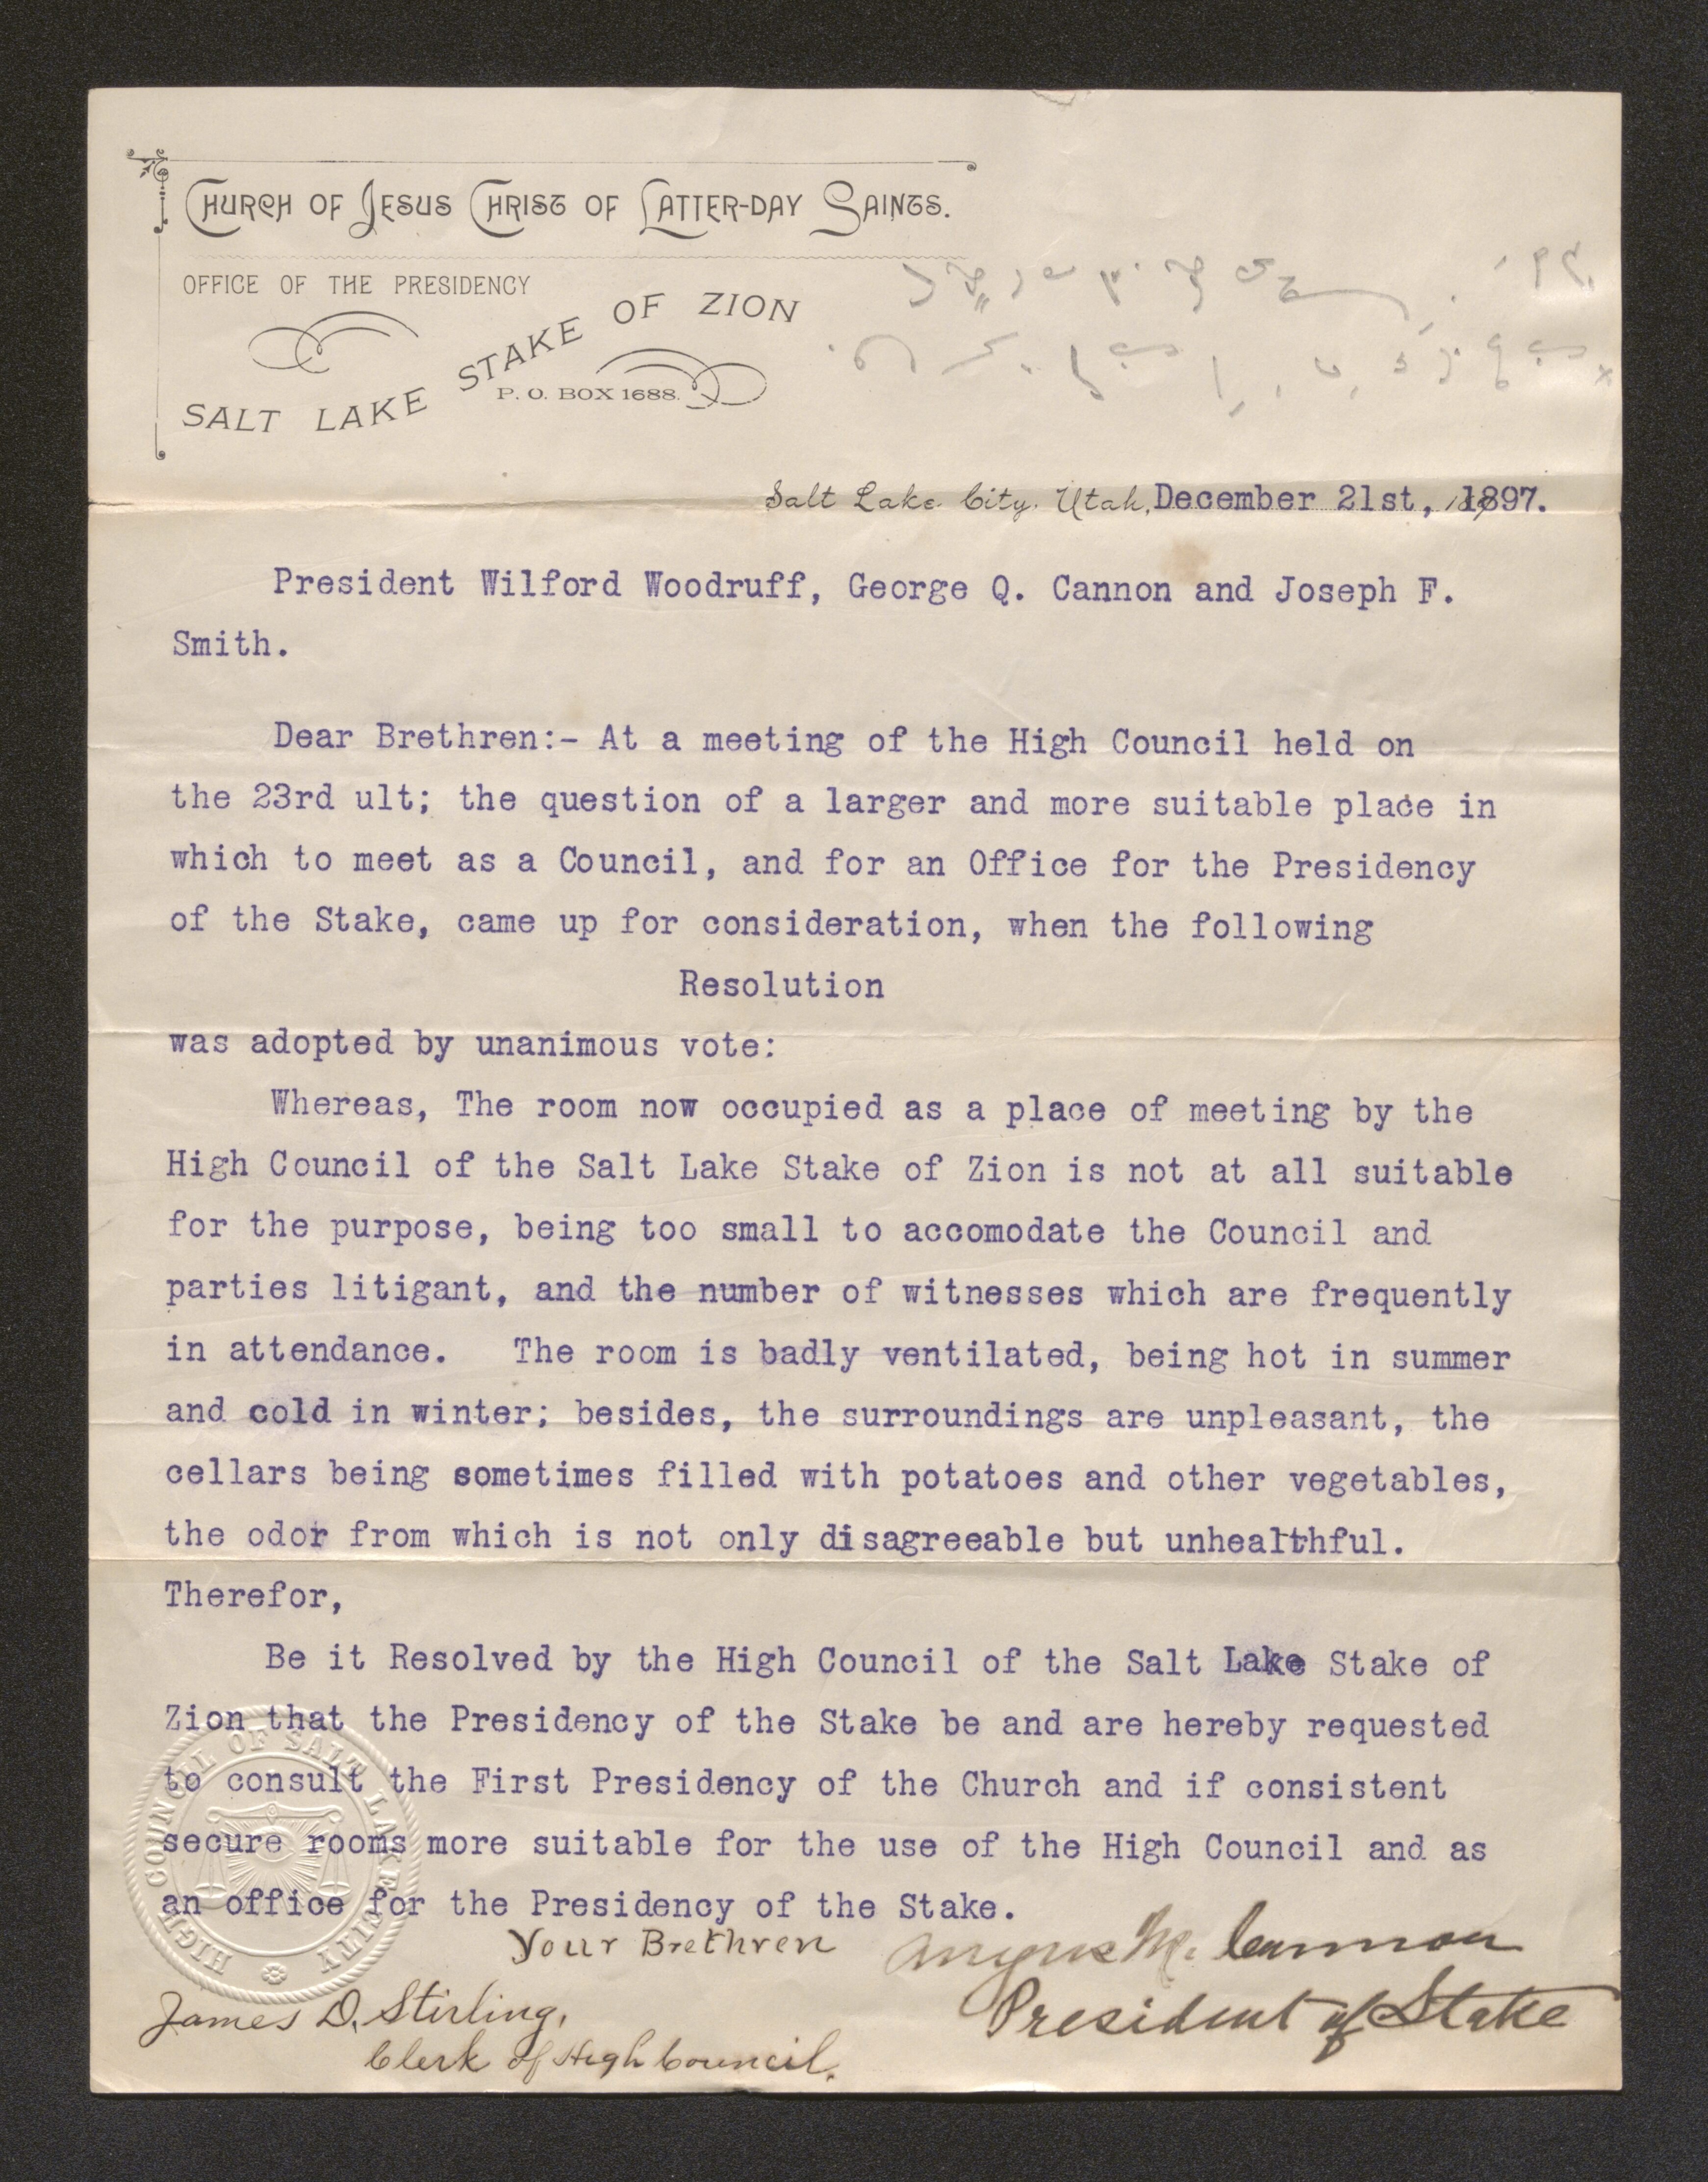 CHURCH OF JESUS CHRIST OF LATTER-DAY SAINTS.
OFFICE OF THE PRESIDENCY
SALT LAKE STAKE OF ZION
P. O. BOX 1688.
Salt Lake City. Utah, December 21st, 1897.
President Wilford Woodruff, George Q. Cannon and Joseph F.
Smith.
Dear Brethren:- At a meeting of the High Council held on
the 23rd ult; the question of a larger and more suitable place in
which to meet as a Council, and for an Office for the Presidency
of the Stake, came up for consideration, when the following
Resolution
was adopted by unanimous vote:
Whereas, The room now occupied as a place of meeting by the
High Council of the Salt Lake Stake of Zion is not at all suitable
for the purpose, being too small to accomodate the Council and
parties litigant, and the number of witnesses which are frequently
in attendance. The room is badly ventilated, being hot in summer
and cold in winter; besides, the surroundings are unpleasant, the
cellars being sometimes filled with potatoes and other vegetables,
the odor from which is not only disagreeable but unhealthful.
Therefor,
Be it Resolved by the High Council of the Salt Lake Stake of
Zion that the Presidency of the Stake be and are hereby requested
to consult the First Presidency of the Church and if consistent
secure rooms more suitable for the use of the High Council and as
an office for the Presidency of the Stake.
HIGH COUNCIL OF SALT LAKE CITY
Your Brethren
Angus M. Cannon
President of Stake
James D. Stirling,
Clerk of High Council.